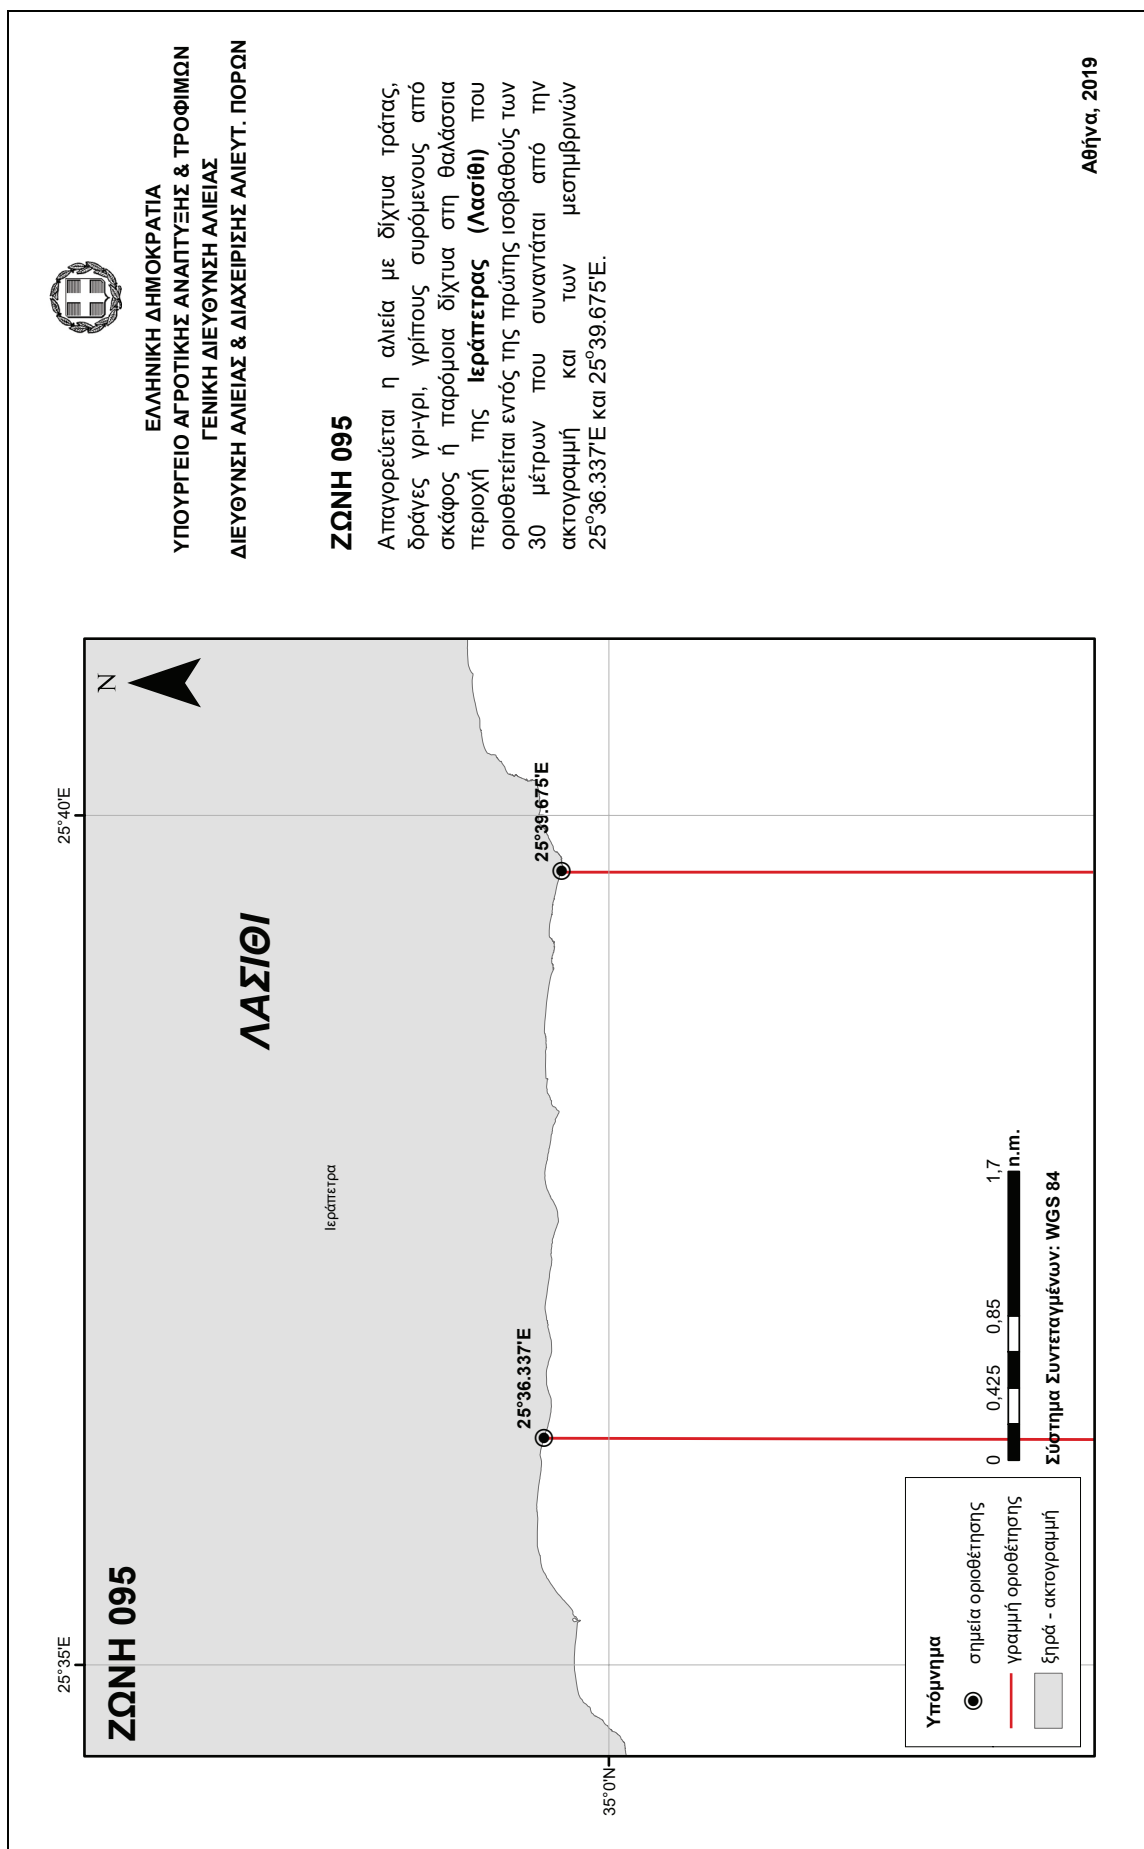 ΕΛΛΗΝΙΚΗ ΔΗΜΟΚΡΑΤΙΑ
ΥΠΟΥΡΓΕΙΟ ΑΓΡΟΤΙΚΗΣ ΑΝΑΠΤΥΞΗΣ & ΤΡΟΦΙΜΩΝ
ΓΕΝΙΚΗ ΔΙΕΥΘΥΝΣΗ ΑΛΙΕΙΑΣ
ΔΙΕΥΘΥΝΣΗ ΑΛΙΕΙΑΣ & ΔΙΑΧΕΙΡΙΣΗΣ ΑΛΙΕΥΤ. ΠΟΡΩΝ
ΖΩΝΗ 095
Απαγορεύεται η αλιεία με δίχτυα τράτας,
δράγες γρι-γρι, γρίπους συρόμενους από
σκάφος ή παρόμοια δίχτυα στη θαλάσσια
περιοχή της Ιεράπετρας (Λασίθι) που
οριοθετείται εντός της πρώτης ισοβαθούς των
30 μέτρων που συναντάται από την
ακτογραμμή και των μεσημβρινών
25°36.337'E και 25°39.675'E.
Αθήνα, 2019
25°35'E
25°40'E
ΖΩΝΗ 095
N
ΛΑΣΙΘΙ
Ιεράπετρα
25°36.337'E
25°39.675'E
35°0'N
Υπόμνημα
σημεία οριοθέτησης
γραμμή οριοθέτησης
ξηρά - ακτογραμμή
0 0,425 0,85 1,7
n.m.
Σύστημα Συντεταγμένων: WGS 84